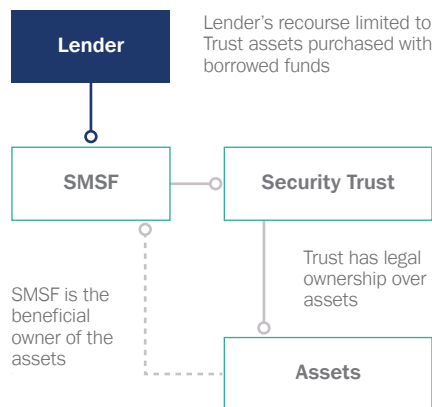 Lender
Lender’s recourse limited to
Trust assets purchased with
borrowed funds
SMSF
Security Trust
Trust has legal
ownership over
assets
SMSF is the
beneficial
owner of the
assets
Assets